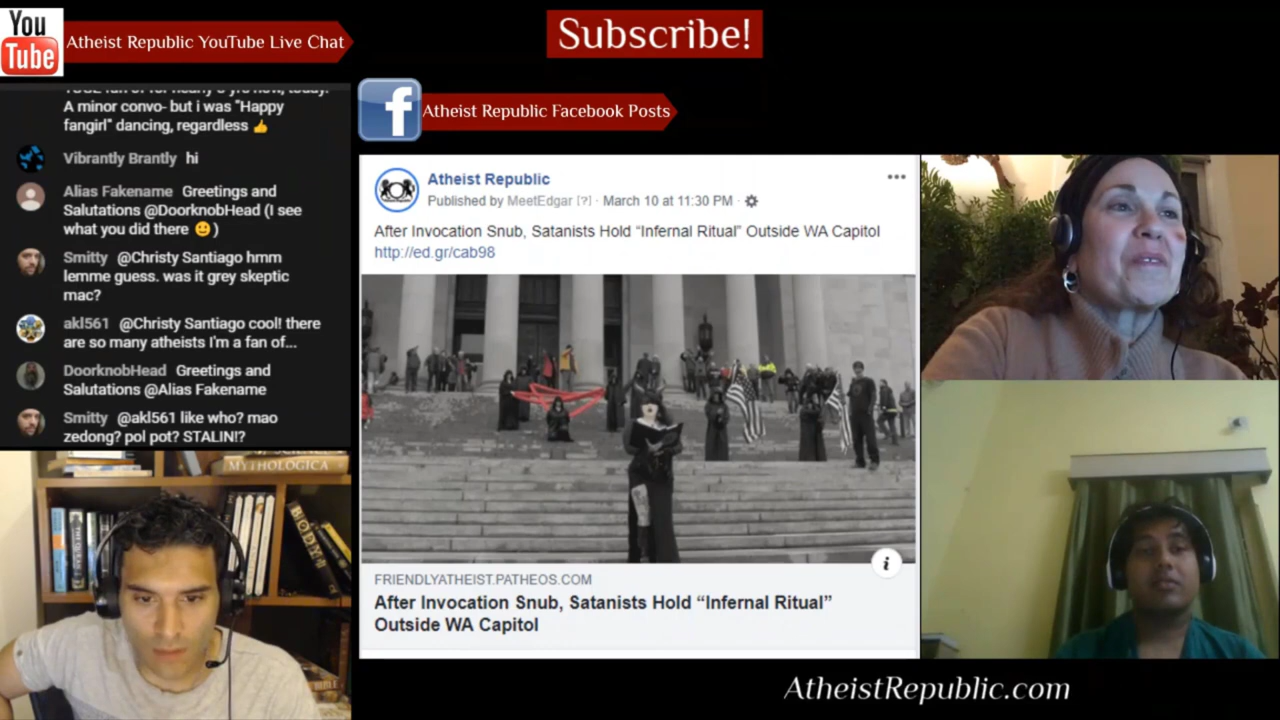 You
Tube
Atheist Republic YouTube Live Chat
Subscribe!
Atheist Republic Facebook Posts
A minor convo- but i was "Happy
fangirl" dancing, regardless 👍
Vibrantly Brantly hi
Alias Fakename Greetings and
Salutations @DoorknobHead (I see
what you did there 🙂 )
Smitty @Christy Santiago hmm
lemme guess. was it grey skeptic
mac?
akl561 @Christy Santiago cool! there
are so many atheists I'm a fan of...
DoorknobHead Greetings and
Salutations @Alias Fakename
Smitty @akl561 like who? mao
zedong? pol pot? STALIN!?
f
Atheist Republic
Published by MeetEdgar [?] · March 10 at 11:30 PM ·
After Invocation Snub, Satanists Hold “Infernal Ritual” Outside WA Capitol
http://ed.gr/cab98
i
FRIENDLYATHEIST.PATHEOS.COM
After Invocation Snub, Satanists Hold “Infernal Ritual”
Outside WA Capitol
MYTHOLOGICA
BODY
AtheistRepublic.com